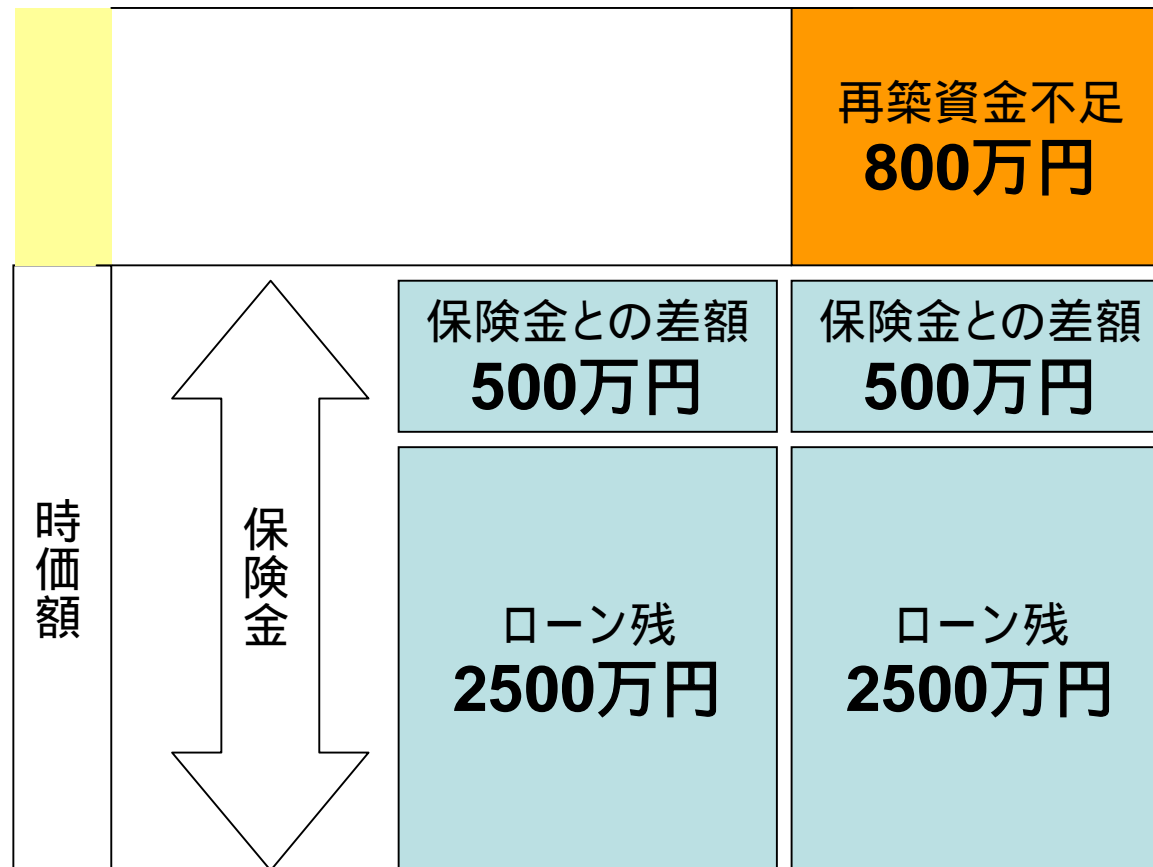 再築資金不足
800万円
保険金との差額
500万円
保険金との差額
500万円
時価額
保険金
ローン残
2500万円
ローン残
2500万円